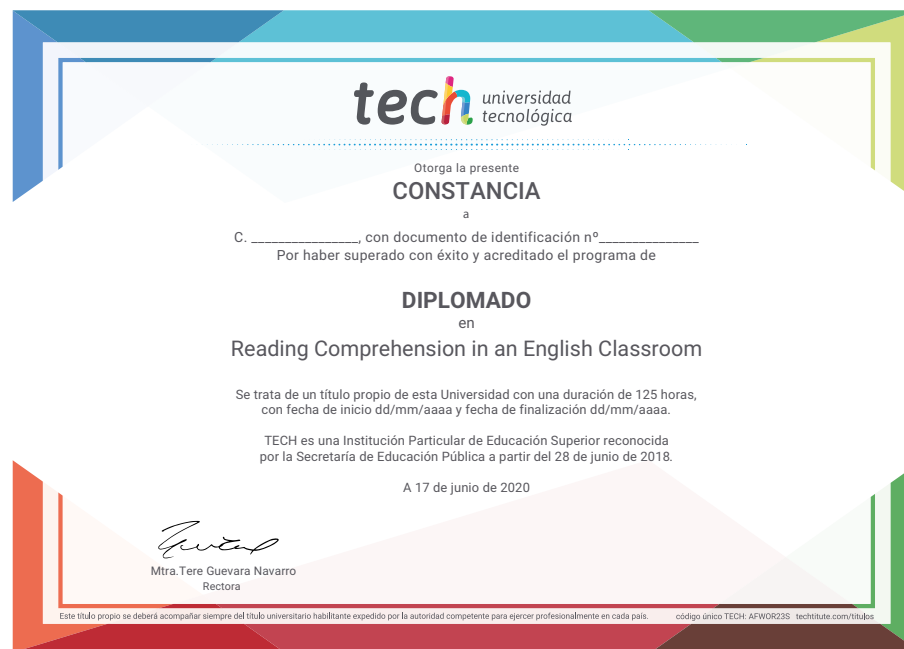 tech universidad
tecnológica
Otorga la presente
CONSTANCIA
a
C. ________________, con documento de identificación nº_______________
Por haber superado con éxito y acreditado el programa de
DIPLOMADO
en
Reading Comprehension in an English Classroom
Se trata de un título propio de esta Universidad con una duración de 125 horas,
con fecha de inicio dd/mm/aaaa y fecha de finalización dd/mm/aaaa.
TECH es una Institución Particular de Educación Superior reconocida
por la Secretaría de Educación Pública a partir del 28 de junio de 2018.
A 17 de junio de 2020
Mtra.Tere Guevara Navarro
Rectora
Este título propio se deberá acompañar siempre del título universitario habilitante expedido por la autoridad competente para ejercer profesionalmente en cada país. código único TECH: AFWOR23S techtitute.com/titulos